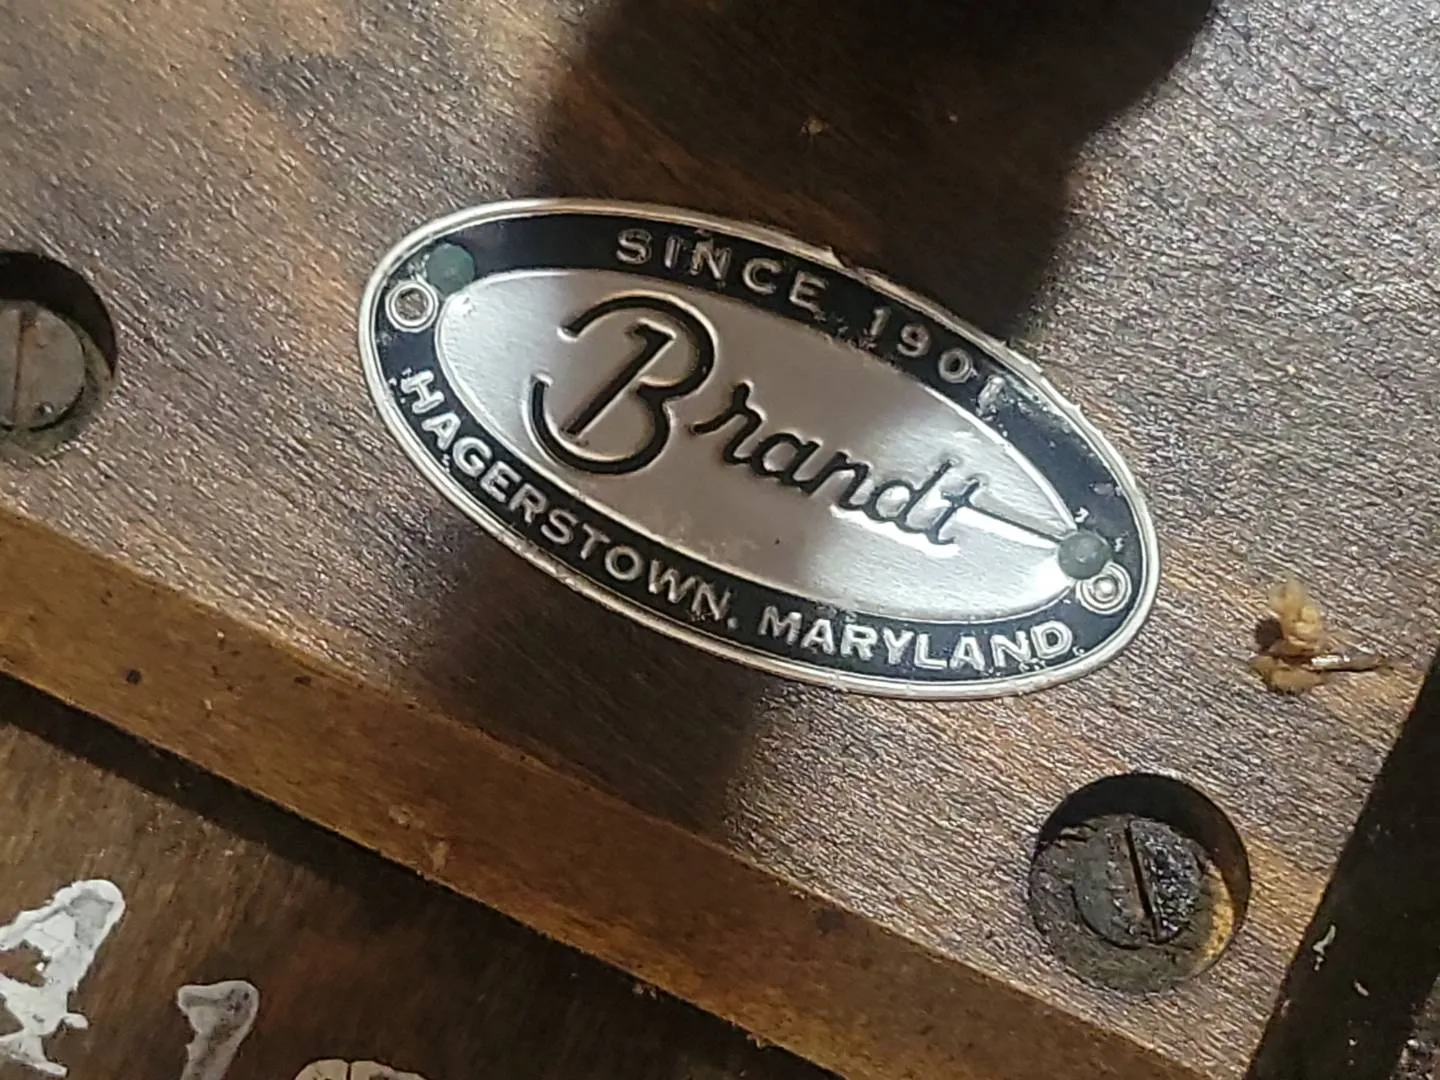 SINCE 1901
Brandt
HAGERSTOWN, MARYLAND